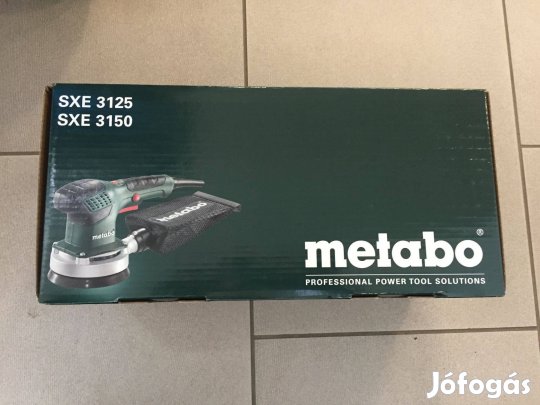 SXE 3125
SXE 3150
metabo
metabo
metabo®
PROFESSIONAL POWER TOOL SOLUTIONS
Jófogás